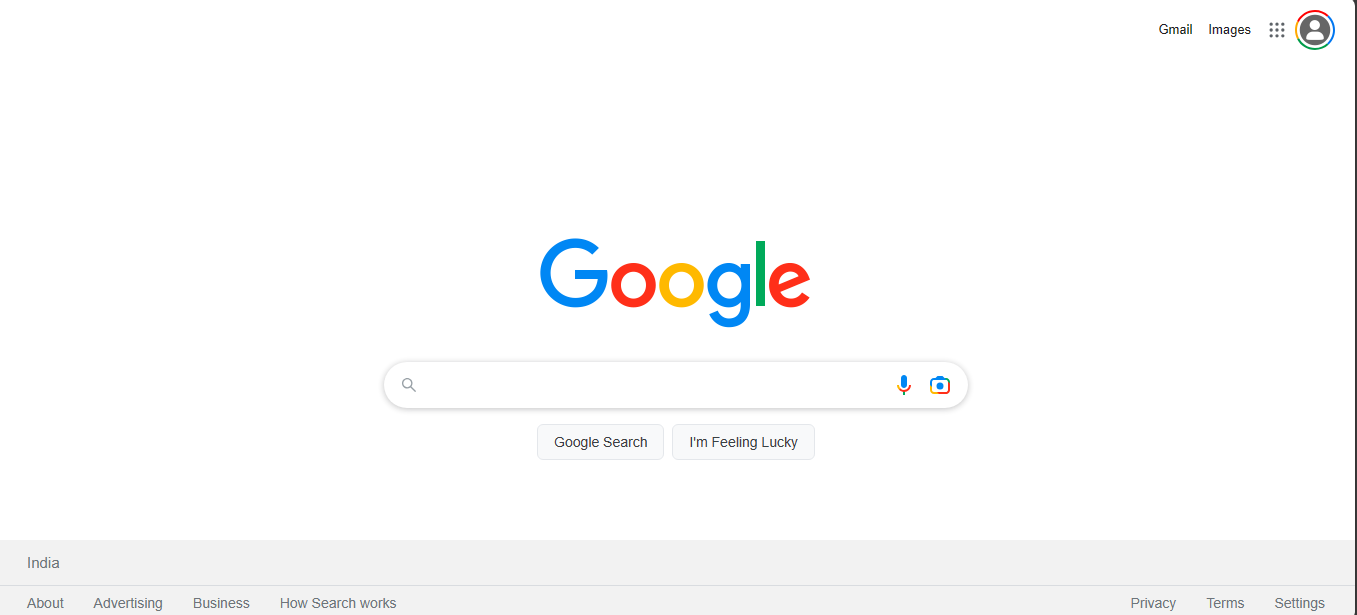 Gmail Images
Google
Google Search I'm Feeling Lucky
India
About Advertising Business How Search works Privacy Terms Settings